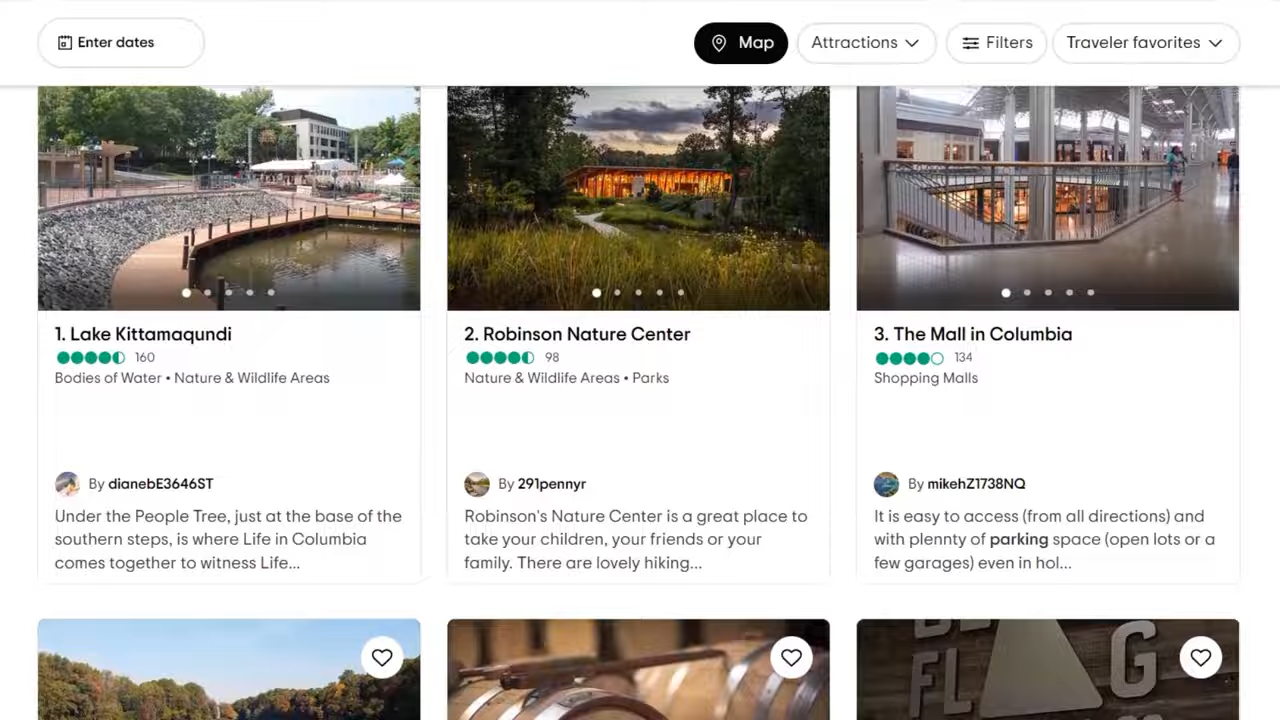 Enter dates
Map
Attractions
Filters
Traveler favorites
1. Lake Kittamaqundi
160
Bodies of Water • Nature & Wildlife Areas
By dianebE3646ST
Under the People Tree, just at the base of the
southern steps, is where Life in Columbia
comes together to witness Life...
2. Robinson Nature Center
98
Nature & Wildlife Areas • Parks
By 291pennyr
Robinson's Nature Center is a great place to
take your children, your friends or your
family. There are lovely hiking...
3. The Mall in Columbia
134
Shopping Malls
By mikehZ1738NQ
It is easy to access (from all directions) and
with plennty of parking space (open lots or a
few garages) even in hol...
FL
G